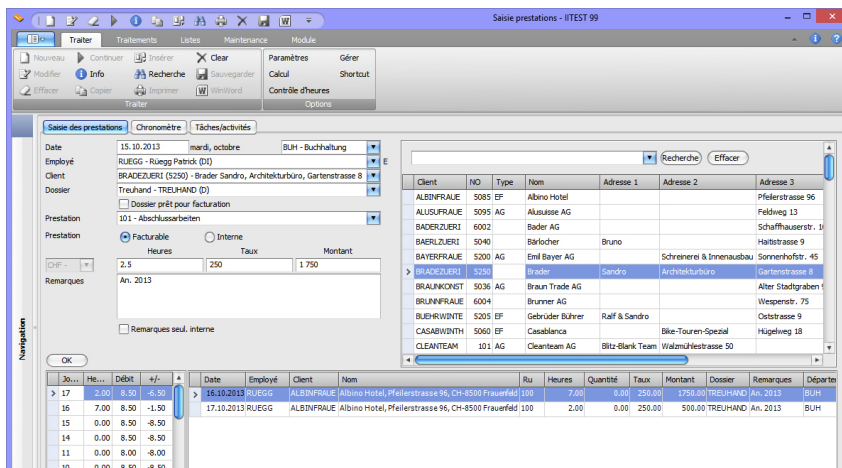 Saisie prestations - IITEST 99
Traiter Traitements Listes Maintenance Module
Nouveau Continuer Insérer Clear Paramètres Gérer
Modifier Info Recherche Sauvegarder Calcul Shortcut
Effacer Copier Imprimer WinWord Contrôle d'heures
Traiter Options
Saisie des prestations Chronomètre Tâches/activités
Date 15.10.2013 mardi, octobre BUH - Buchhaltung
Employé RUEGG - Rüegg Patrick (DI) E
Client BRADEZUERI (5250) - Brader Sandro, Architekturbüro, Gartenstrasse 8
Dossier Treuhand - TREUHAND (D)
Dossier prêt pour facturation
Prestation 101 - Abschlussarbeiten
Prestation Facturable Interne
Heures Taux Montant
CHF - 2.5 250 1 750
Remarques An. 2013
Remarques seul. interne
OK
Navigation
Recherche Effacer
Client NO Type Nom Adresse 1 Adresse 2 Adresse 3
ALBINFRAUE 5085 EF Albino Hotel Pfeilerstrasse 96
ALUSUFRAUE 5095 AG Alusuisse AG Feldweg 13
BADERZUERI 6002 Bader AG Schaffhauserstr.
BAERLZUERI 5040 Bärlocher Bruno Haitistrasse 9
BAYERFRAUE 5200 AG Emil Bayer AG Schreinerei & Innenausbau Sonnenhofstr. 45
BRADEZUERI 5250 Brader Sandro Architekturbüro Gartenstrasse 8
BRAUNKONST 5036 AG Braun Trade AG Alter Stadtgraben
BRUNNFRAUE 6004 Brunner AG Wespenstr. 75
BUEHRWINTE 5205 EF Gebrüder Bührer Ralf & Sandro Oststrasse 9
CASABWINTH 5060 EF Casablanca Bike-Touren-Spezial Hügelweg 18
CLEANTEAM 101 AG Cleanteam AG Blitz-Blank Team Walzmühlestrasse 50
Jo... He... Débit +/-
17 2.00 8.50 -6.50
16 7.00 8.50 -1.50
15 0.00 8.50 -8.50
14 0.00 8.50 -8.50
11 0.00 8.00 -8.00
10 0.00 8.50 -8.50
Date Employé Client Nom Ru Heures Quantité Taux Montant Dossier Remarques Départer
16.10.2013 RUEGG ALBINFRAUE Albino Hotel, Pfeilerstrasse 96, CH-8500 Frauenfeld 100 7.00 0.00 250.00 1750.00 TREUHAND An. 2013 BUH
17.10.2013 RUEGG ALBINFRAUE Albino Hotel, Pfeilerstrasse 96, CH-8500 Frauenfeld 100 2.00 0.00 250.00 500.00 TREUHAND An. 2013 BUH